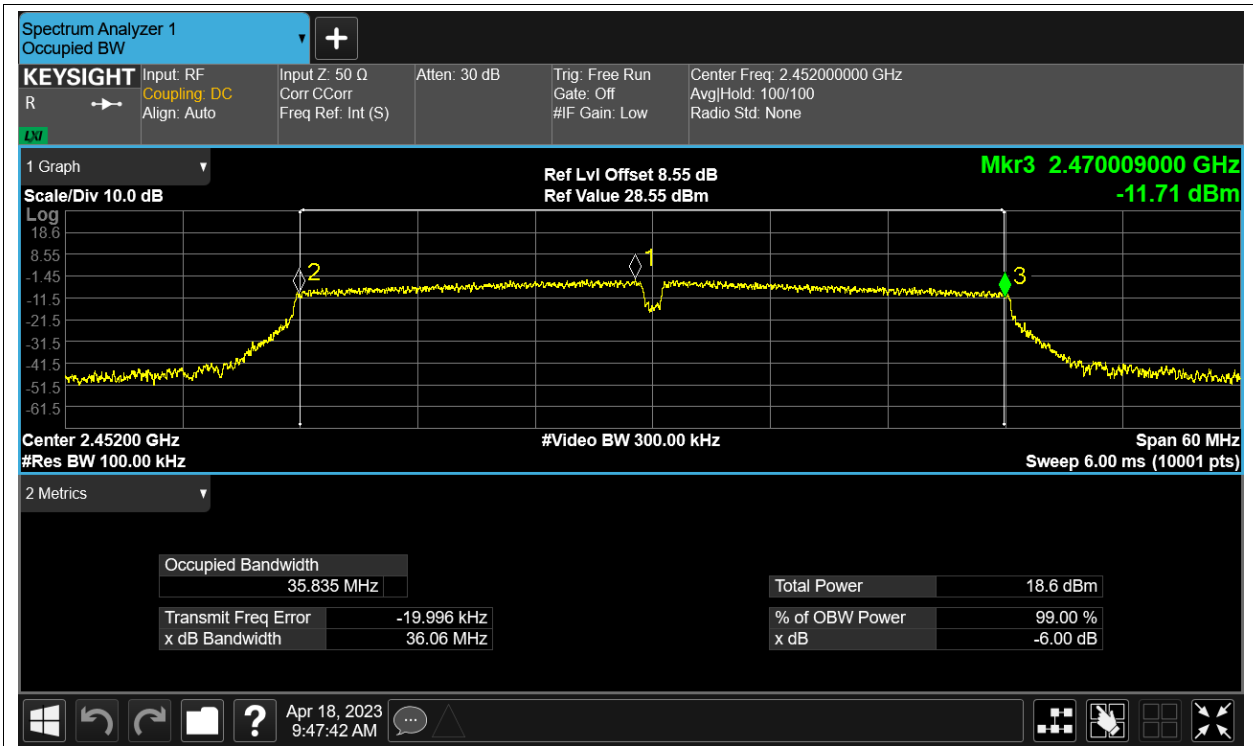 Spectrum Analyzer 1
Occupied BW
KEYSIGHT
R
LXI
Input: RF
Coupling: DC
Align: Auto
Input Z: 50 Ω
Corr CCorr
Freq Ref: Int (S)
Atten: 30 dB
Trig: Free Run
Gate: Off
#IF Gain: Low
Center Freq: 2.452000000 GHz
Avg|Hold: 100/100
Radio Std: None
1 Graph
Scale/Div 10.0 dB
Ref Lvl Offset 8.55 dB
Ref Value 28.55 dBm
Mkr3 2.470009000 GHz
-11.71 dBm
Log
18.6
8.55
-1.45
-11.5
-21.5
-31.5
-41.5
-51.5
-61.5
2
1
3
Center 2.45200 GHz
#Res BW 100.00 kHz
#Video BW 300.00 kHz
Span 60 MHz
Sweep 6.00 ms (10001 pts)
2 Metrics
Occupied Bandwidth
35.835 MHz
Transmit Freq Error -19.996 kHz
x dB Bandwidth 36.06 MHz
Total Power 18.6 dBm
% of OBW Power 99.00 %
x dB -6.00 dB
?
Apr 18, 2023
9:47:42 AM